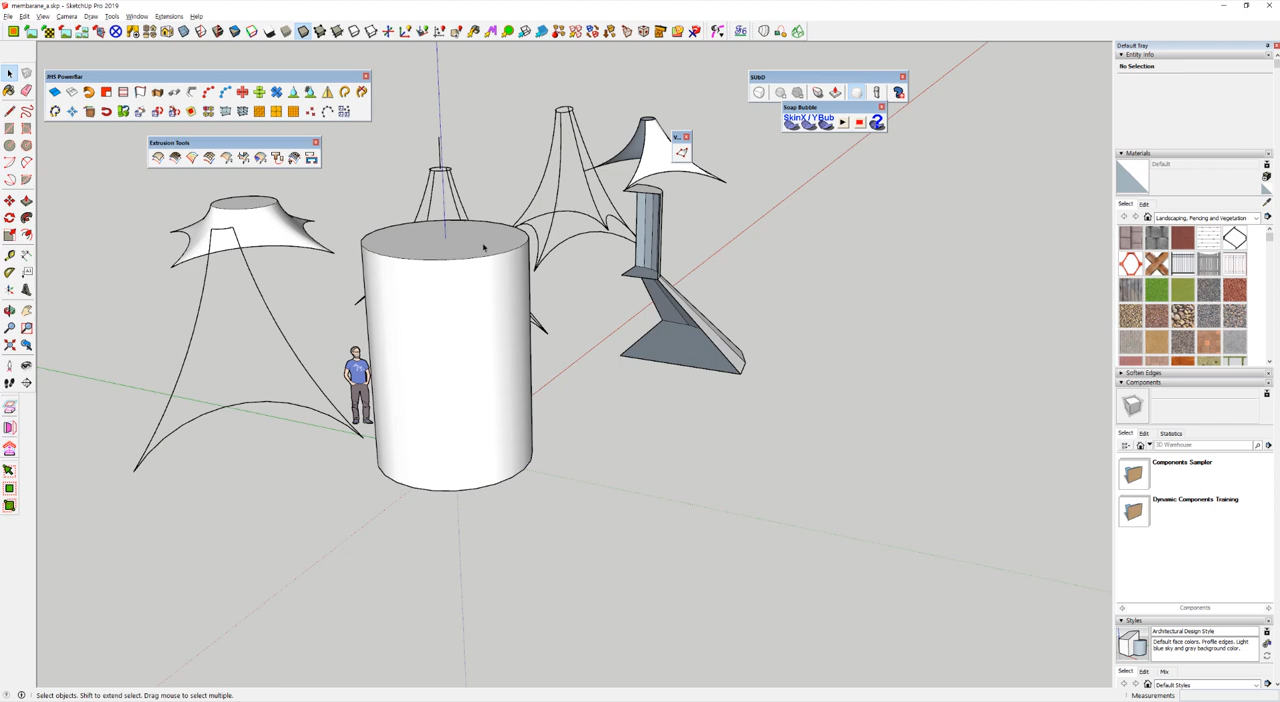 membarane_a.skp - SketchUp Pro 2019
File Edit View Camera Draw Tools Window Extensions Help
JHS PowerBar
SUbD
Soap Bubble
Skin X / Y Bub
V...
Extrusion Tools
Default Tray
Entity Info
No Selection
Materials
Default
Select Edit
Landscaping, Fencing and Vegetation
Soften Edges
Components
Select Edit Statistics
3D Warehouse
Components Sampler
Dynamic Components Training
Components
Styles
Architectural Design Style
Default face colors. Profile edges. Light
blue sky and gray background color.
Select Edit Mix
Default Styles
Select objects. Shift to extend select. Drag mouse to select multiple.
Measurements